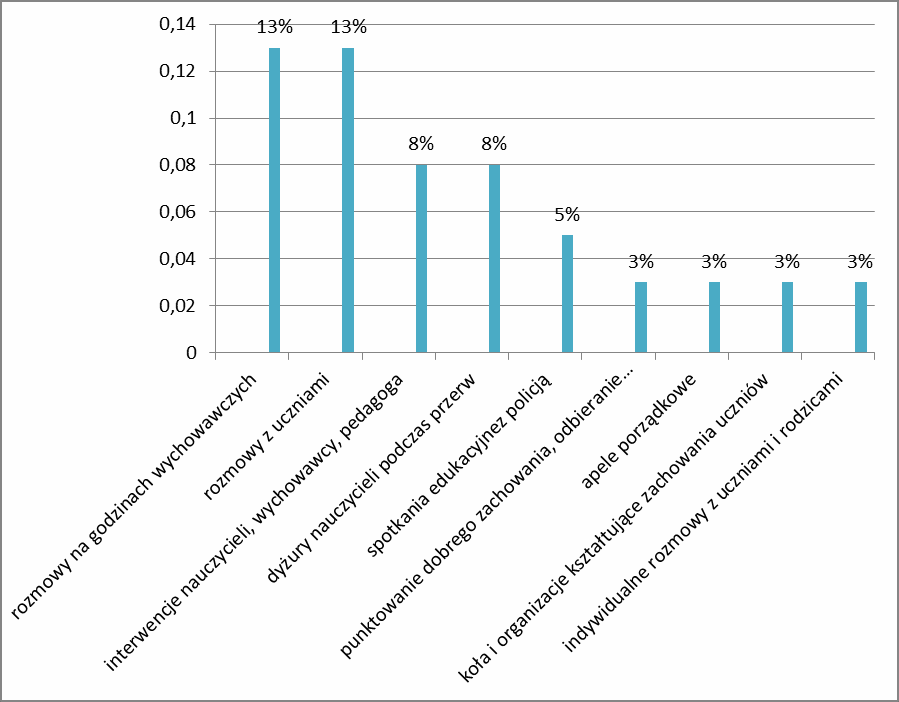 0,14
0,12
0,1
0,08
0,06
0,04
0,02
0
13%
13%
8%
8%
5%
3%
3%
3%
3%
rozmowy na godzinach wychowawczych
rozmowy z uczniami
interwencje nauczycieli, wychowawcy, pedagoga
dyżury nauczycieli podczas przerw
spotkania edukacyjnez policją
punktowanie dobrego zachowania, odbieranie...
apele porządkowe
koła i organizacje kształtujące zachowania uczniów
indywidualne rozmowy z uczniami i rodzicami